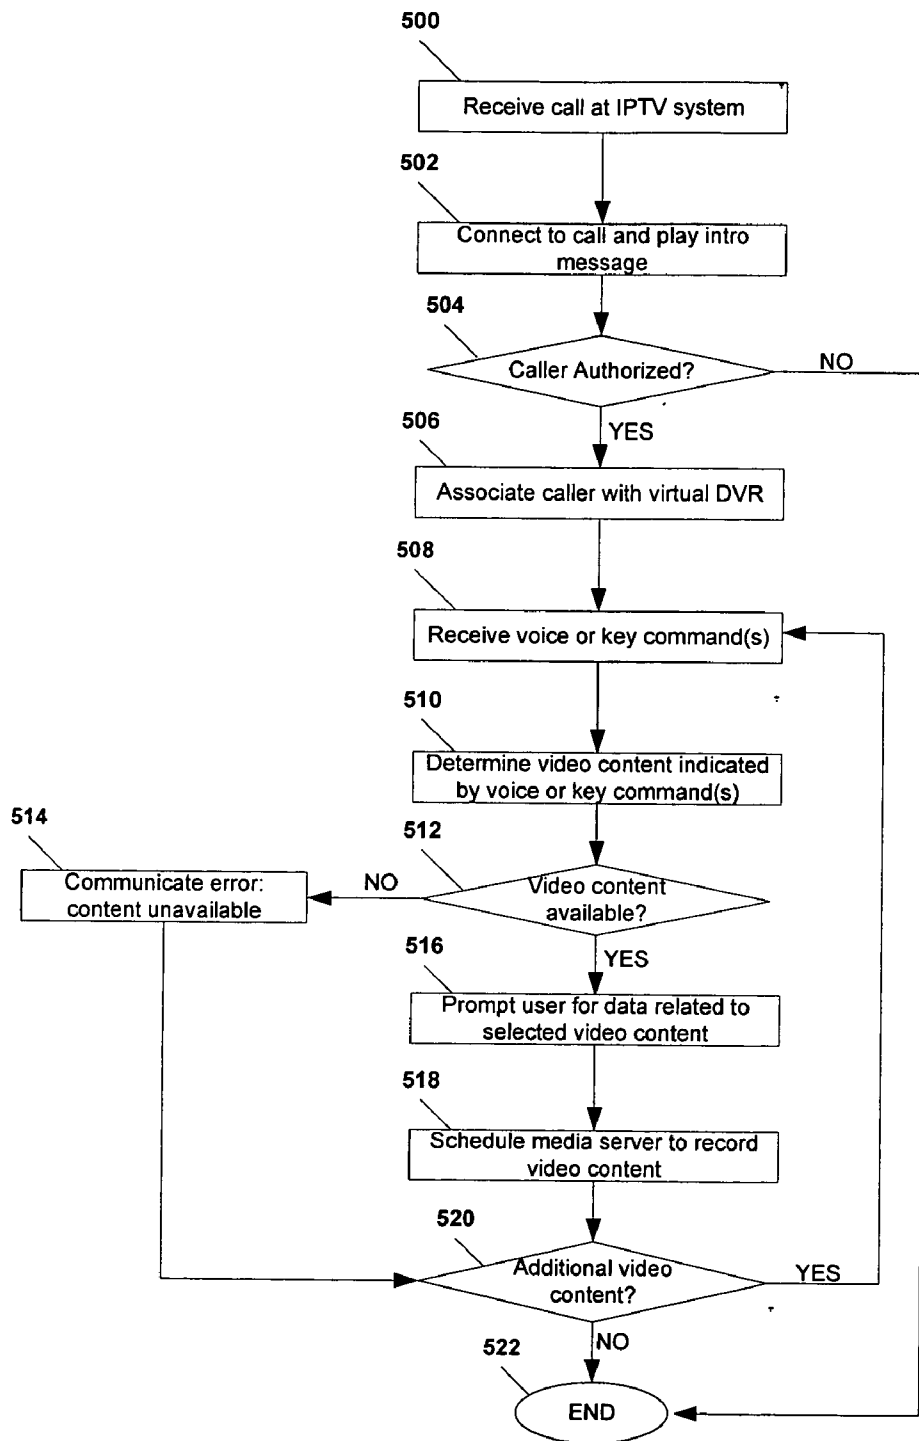 500
Receive call at IPTV system
502
Connect to call and play intro
message
504
Caller Authorized?
NO
YES
506
Associate caller with virtual DVR
508
Receive voice or key command(s)
510
Determine video content indicated
by voice or key command(s)
512
514
Communicate error:
content unavailable
NO
Video content
available?
YES
516
Prompt user for data related to
selected video content
518
Schedule media server to record
video content
520
Additional video
content?
YES
NO
522
END